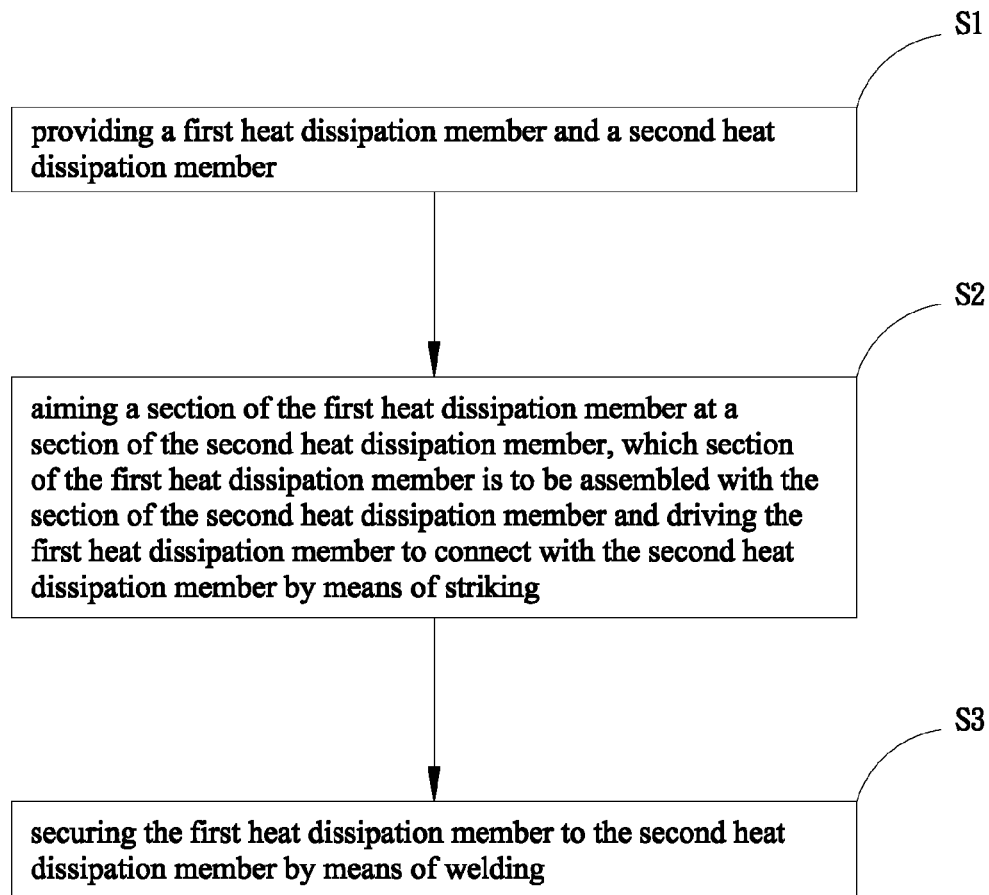 S1
providing a first heat dissipation member and a second heat
dissipation member
S2
aiming a section of the first heat dissipation member at a
section of the second heat dissipation member, which section
of the first heat dissipation member is to be assembled with the
section of the second heat dissipation member and driving the
first heat dissipation member to connect with the second heat
dissipation member by means of striking
S3
securing the first heat dissipation member to the second heat
dissipation member by means of welding